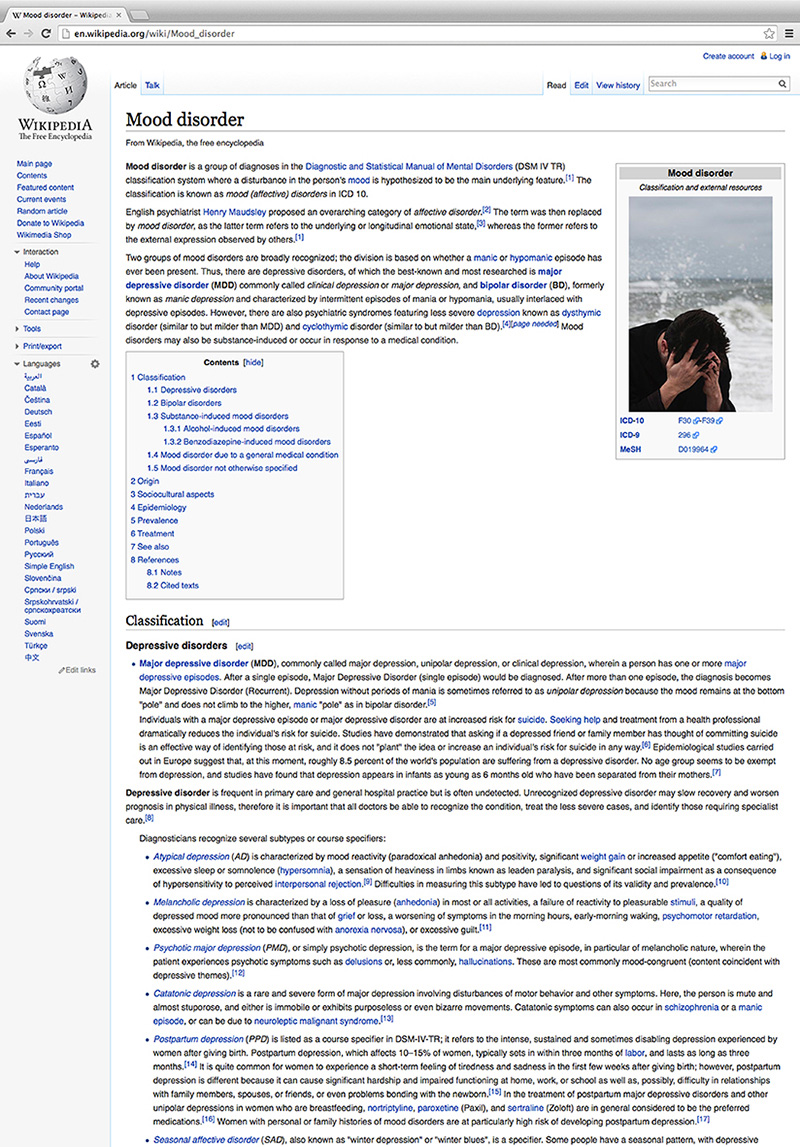 Mood disorder – Wikipedia
en.wikipedia.org/wiki/Mood_disorder
Create account Log in
Article Talk Read Edit View history Search
WIKIPEDIA
The Free Encyclopedia
Main page
Contents
Featured content
Current events
Random article
Donate to Wikipedia
Wikimedia Shop
Interaction
Help
About Wikipedia
Community portal
Recent changes
Contact page
Tools
Print/export
Languages
العربية
Català
Čeština
Deutsch
Eesti
Español
Esperanto
فارسی
Français
Italiano
עברית
Nederlands
日本語
Polski
Português
Русский
Simple English
Slovenčina
Српски / srpski
Srpskohrvatski /
српскохрватски
Suomi
Svenska
Türkçe
中文
Edit links
Mood disorder
From Wikipedia, the free encyclopedia
Mood disorder is a group of diagnoses in the Diagnostic and Statistical Manual of Mental Disorders (DSM IV TR)
classification system where a disturbance in the person's mood is hypothesized to be the main underlying feature.[1] The
classification is known as mood (affective) disorders in ICD 10.
English psychiatrist Henry Maudsley proposed an overarching category of affective disorder.[2] The term was then replaced
by mood disorder, as the latter term refers to the underlying or longitudinal emotional state,[3] whereas the former refers to
the external expression observed by others.[1]
Two groups of mood disorders are broadly recognized; the division is based on whether a manic or hypomanic episode has
ever been present. Thus, there are depressive disorders, of which the best-known and most researched is major
depressive disorder (MDD) commonly called clinical depression or major depression, and bipolar disorder (BD), formerly
known as manic depression and characterized by intermittent episodes of mania or hypomania, usually interlaced with
depressive episodes. However, there are also psychiatric syndromes featuring less severe depression known as dysthymic
disorder (similar to but milder than MDD) and cyclothymic disorder (similar to but milder than BD).[4][page needed] Mood
disorders may also be substance-induced or occur in response to a medical condition.
Mood disorder
Classification and external resources
ICD-10 F30-F39
ICD-9 296
MeSH D019964
Contents [hide]
1 Classification
1.1 Depressive disorders
1.2 Bipolar disorders
1.3 Substance-induced mood disorders
1.3.1 Alcohol-induced mood disorders
1.3.2 Benzodiazepine-induced mood disorders
1.4 Mood disorder due to a general medical condition
1.5 Mood disorder not otherwise specified
2 Origin
3 Sociocultural aspects
4 Epidemiology
5 Prevalence
6 Treatment
7 See also
8 References
8.1 Notes
8.2 Cited texts
Classification [edit]
Depressive disorders [edit]
• Major depressive disorder (MDD), commonly called major depression, unipolar depression, or clinical depression, wherein a person has one or more major
depressive episodes. After a single episode, Major Depressive Disorder (single episode) would be diagnosed. After more than one episode, the diagnosis becomes
Major Depressive Disorder (Recurrent). Depression without periods of mania is sometimes referred to as unipolar depression because the mood remains at the bottom
"pole" and does not climb to the higher, manic "pole" as in bipolar disorder.[5]
Individuals with a major depressive episode or major depressive disorder are at increased risk for suicide. Seeking help and treatment from a health professional
dramatically reduces the individual's risk for suicide. Studies have demonstrated that asking if a depressed friend or family member has thought of committing suicide
is an effective way of identifying those at risk, and it does not "plant" the idea or increase an individual's risk for suicide in any way.[6] Epidemiological studies carried
out in Europe suggest that, at this moment, roughly 8.5 percent of the world's population are suffering from a depressive disorder. No age group seems to be exempt
from depression, and studies have found that depression appears in infants as young as 6 months old who have been separated from their mothers.[7]
Depressive disorder is frequent in primary care and general hospital practice but is often undetected. Unrecognized depressive disorder may slow recovery and worsen
prognosis in physical illness, therefore it is important that all doctors be able to recognize the condition, treat the less severe cases, and identify those requiring specialist
care.[8]
Diagnosticians recognize several subtypes or course specifiers:
• Atypical depression (AD) is characterized by mood reactivity (paradoxical anhedonia) and positivity, significant weight gain or increased appetite ("comfort eating"),
excessive sleep or somnolence (hypersomnia), a sensation of heaviness in limbs known as leaden paralysis, and significant social impairment as a consequence
of hypersensitivity to perceived interpersonal rejection.[9] Difficulties in measuring this subtype have led to questions of its validity and prevalence.[10]
• Melancholic depression is characterized by a loss of pleasure (anhedonia) in most or all activities, a failure of reactivity to pleasurable stimuli, a quality of
depressed mood more pronounced than that of grief or loss, a worsening of symptoms in the morning hours, early-morning waking, psychomotor retardation,
excessive weight loss (not to be confused with anorexia nervosa), or excessive guilt.[11]
• Psychotic major depression (PMD), or simply psychotic depression, is the term for a major depressive episode, in particular of melancholic nature, wherein the
patient experiences psychotic symptoms such as delusions or, less commonly, hallucinations. These are most commonly mood-congruent (content coincident with
depressive themes).[12]
• Catatonic depression is a rare and severe form of major depression involving disturbances of motor behavior and other symptoms. Here, the person is mute and
almost stuporose, and either is immobile or exhibits purposeless or even bizarre movements. Catatonic symptoms can also occur in schizophrenia or a manic
episode, or can be due to neuroleptic malignant syndrome.[13]
• Postpartum depression (PPD) is listed as a course specifier in DSM-IV-TR; it refers to the intense, sustained and sometimes disabling depression experienced by
women after giving birth. Postpartum depression, which affects 10–15% of women, typically sets in within three months of labor, and lasts as long as three
months.[14] It is quite common for women to experience a short-term feeling of tiredness and sadness in the first few weeks after giving birth; however, postpartum
depression is different because it can cause significant hardship and impaired functioning at home, work, or school as well as, possibly, difficulty in relationships
with family members, spouses, or friends, or even problems bonding with the newborn.[15] In the treatment of postpartum major depressive disorders and other
unipolar depressions in women who are breastfeeding, nortriptyline, paroxetine (Paxil), and sertraline (Zoloft) are in general considered to be the preferred
medications.[16] Women with personal or family histories of mood disorders are at particularly high risk of developing postpartum depression.[17]
• Seasonal affective disorder (SAD), also known as "winter depression" or "winter blues", is a specifier. Some people have a seasonal pattern, with depressive